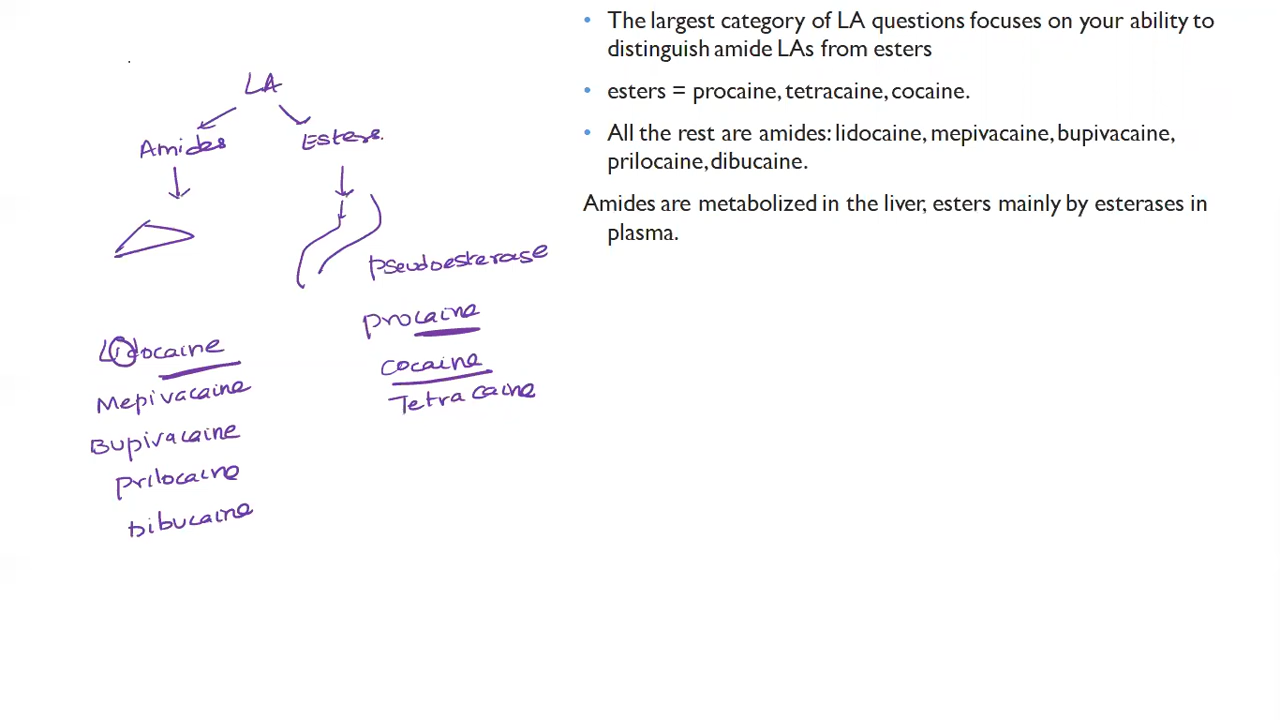 LA
Amides
Esters.
pseudoesterase
procaine
cocaine
Tetracaine
Lidocaine
Mepivacaine
Bupivacaine
prilocaine
Dibucaine
• The largest category of LA questions focuses on your ability to
distinguish amide LAs from esters
• esters = procaine, tetracaine, cocaine.
• All the rest are amides: lidocaine, mepivacaine, bupivacaine,
prilocaine, dibucaine.
Amides are metabolized in the liver, esters mainly by esterases in
plasma.